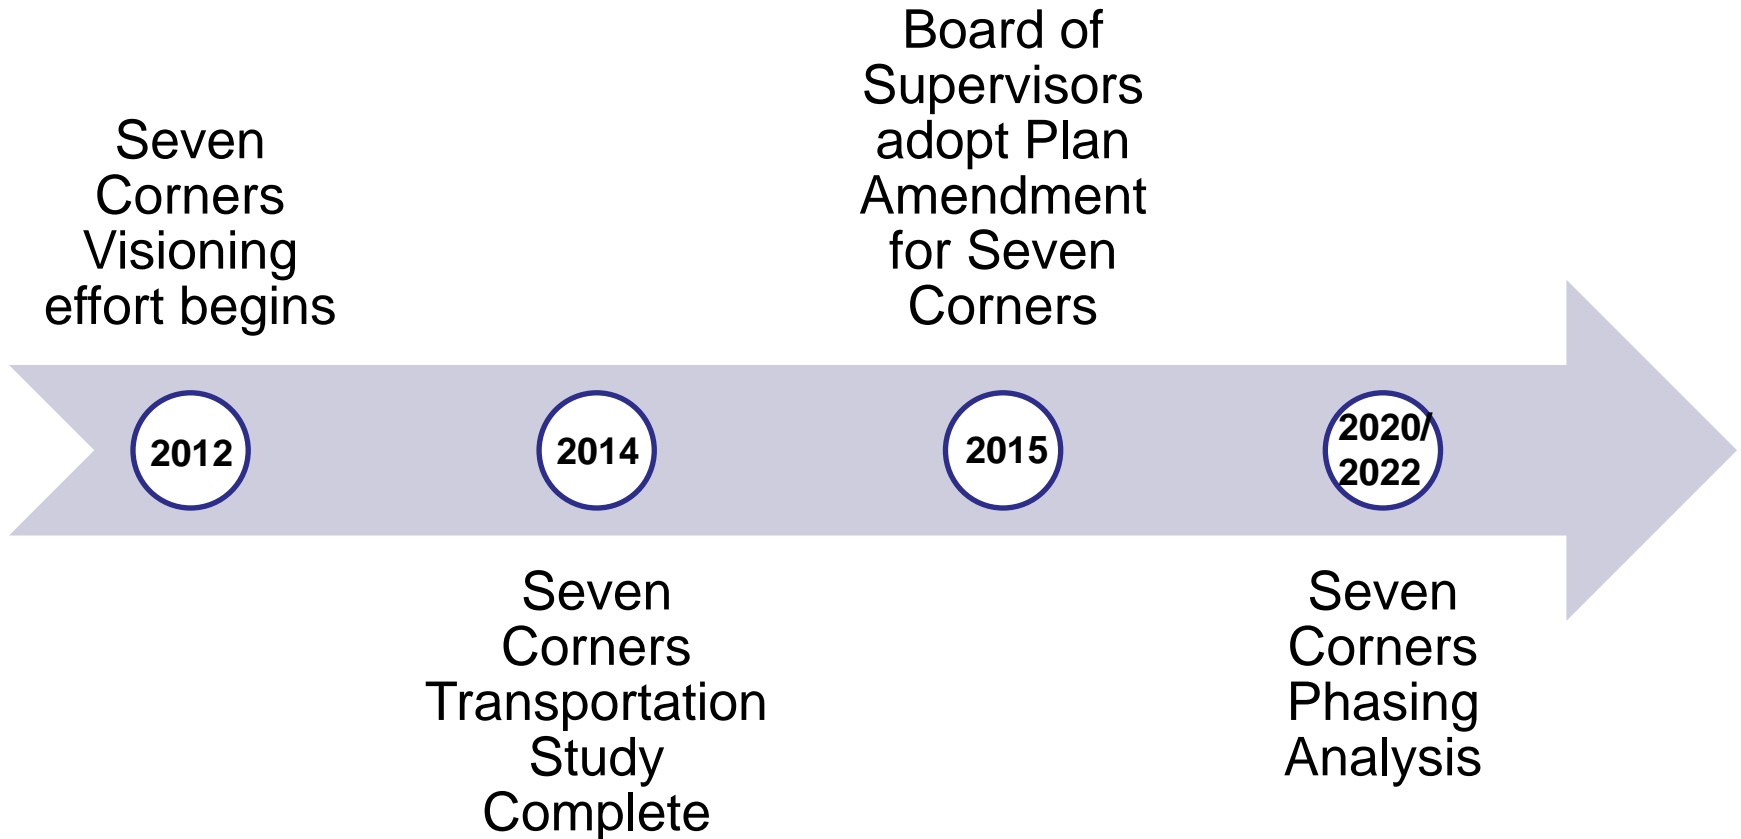 Seven
Corners
Visioning
effort begins
2012
2014
Seven
Corners
Transportation
Study
Complete
Board of
Supervisors
adopt Plan
Amendment
for Seven
Corners
2015
2020/
2022
Seven
Corners
Phasing
Analysis